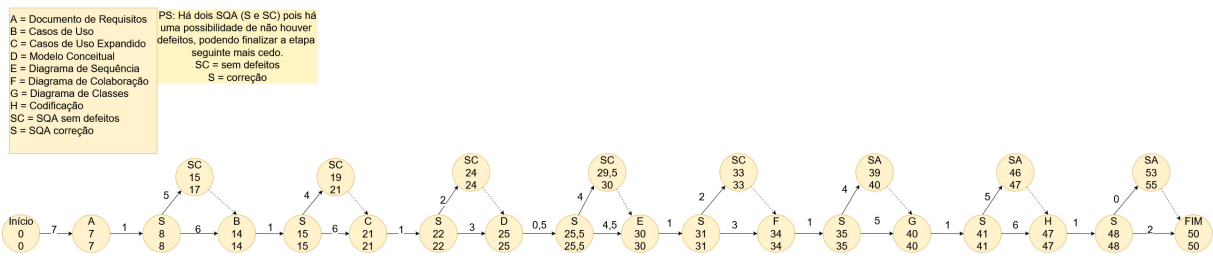 A = Documento de Requisitos
B = Casos de Uso
C = Casos de Uso Expandido
D = Modelo Conceitual
E = Diagrama de Sequência
F = Diagrama de Colaboração
G = Diagrama de Classes
H = Codificação
SC = SQA sem defeitos
S = SQA correção
PS: Há dois SQA (S e SC) pois há
uma possibilidade de não houver
defeitos, podendo finalizar a etapa
seguinte mais cedo.
SC = sem defeitos
S = correção
Início
0
0
7
A
7
7
1
S
8
8
5
SC
15
17
6
B
14
14
1
S
15
15
4
SC
19
21
6
C
21
21
1
S
22
22
2
SC
24
24
3
D
25
25
0,5
S
25,5
25,5
4
SC
29,5
30
4,5
E
30
30
1
S
31
31
2
SC
33
33
3
F
34
34
1
S
35
35
4
SA
39
40
5
G
40
40
1
S
41
41
5
SA
46
47
6
H
47
47
1
S
48
48
0
SA
53
55
2
FIM
50
50